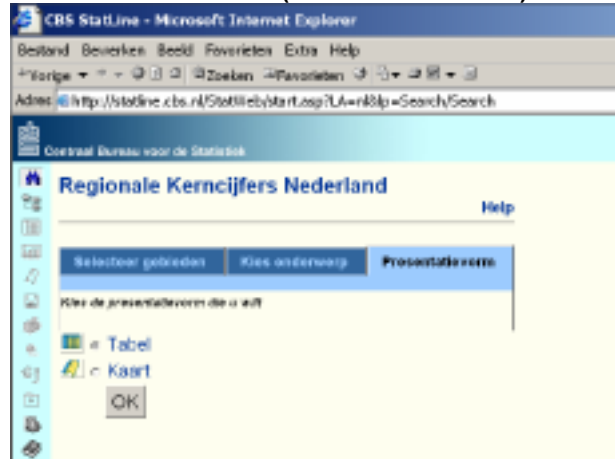 CBS StatLine - Microsoft Internet Explorer
Bestand Bewerken Beeld Favorieten Extra Help
Vorige Zoeken Favorieten
Adres http://statline.cbs.nl/StatWeb/start.asp?LA=nl&lp=Search/Search
Centraal Bureau voor de Statistiek
Regionale Kerncijfers Nederland
Help
Selecteer gebieden Kies onderwerp Presentatievorm
Kies de presentatievorm die u wilt
Tabel
Kaart
OK